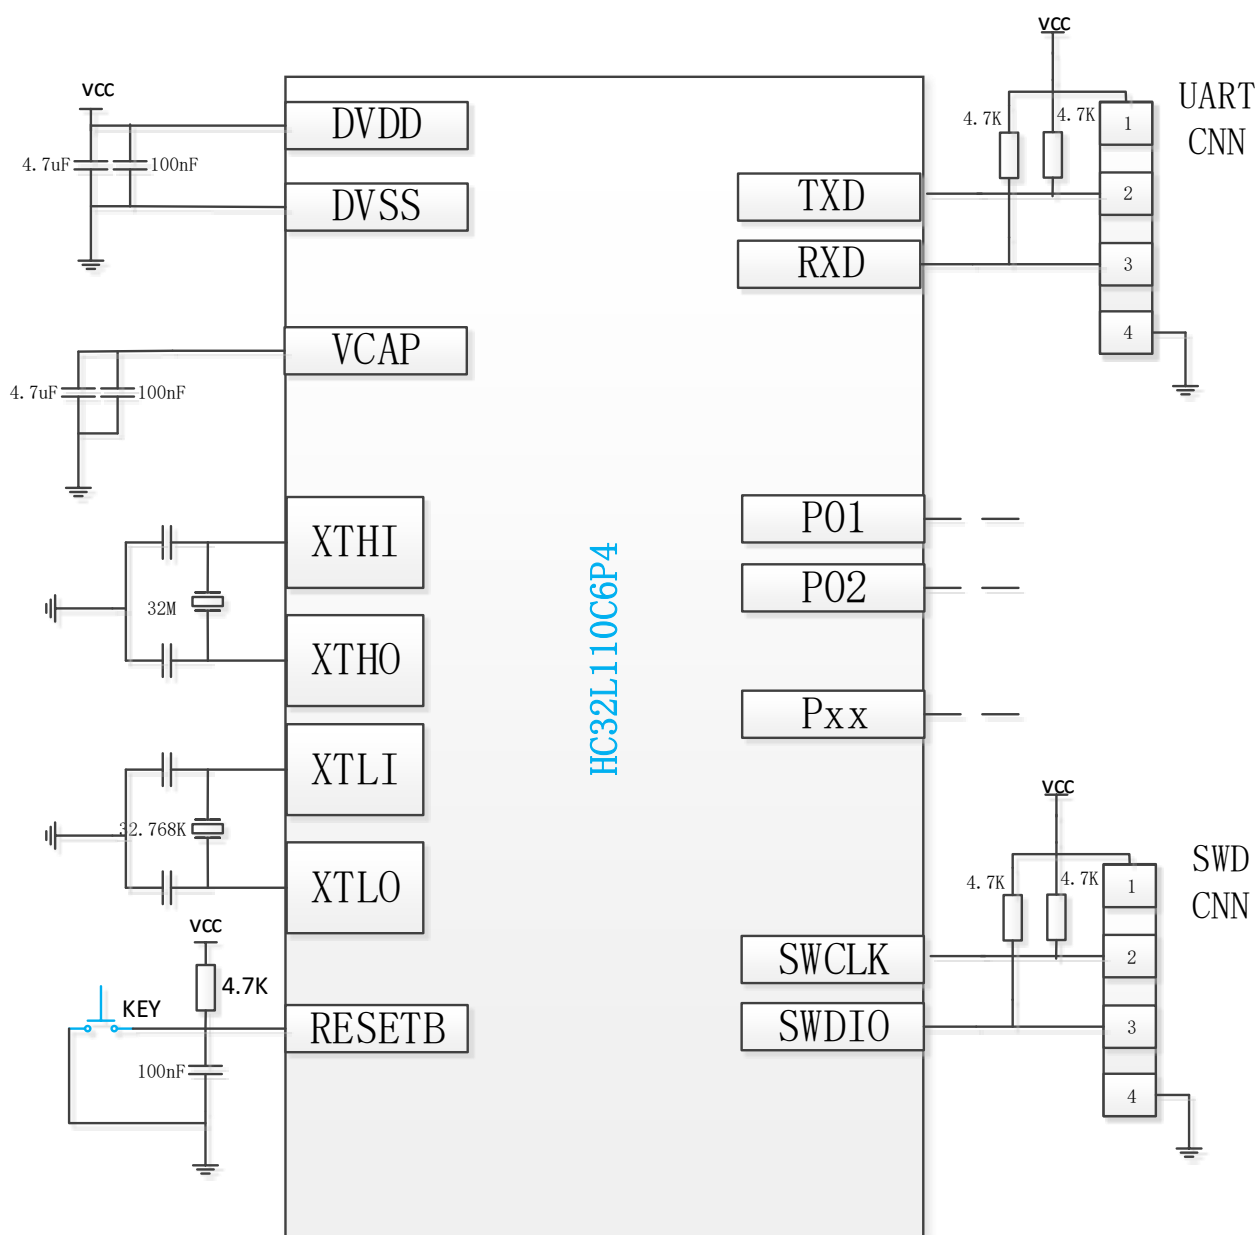 VCC
DVDD
4.7uF
100nF
DVSS
VCAP
4.7uF
100nF
XTHI
32M
XTHO
XTLI
32.768K
XTLO
VCC
4.7K
KEY
RESETB
100nF
HC32L110C6P4
VCC
UART
CNN
4.7K
4.7K
1
TXD
2
RXD
3
4
P01
P02
Pxx
VCC
SWD
CNN
4.7K
4.7K
1
SWCLK
2
SWDIO
3
4